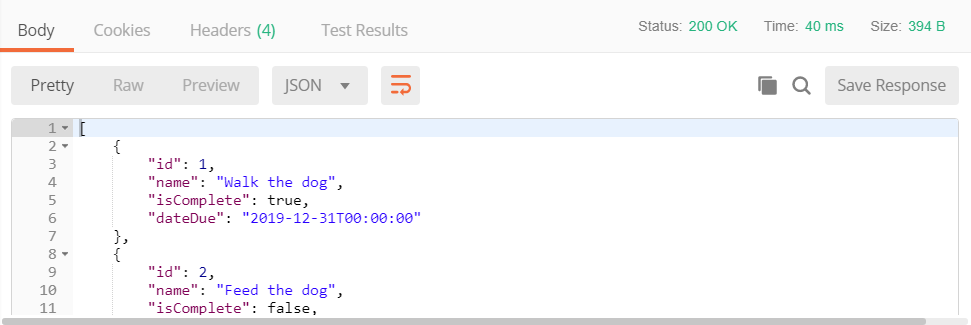 Body Cookies Headers (4) Test Results Status: 200 OK Time: 40 ms Size: 394 B
Pretty Raw Preview JSON Save Response
1 [
2 {
3 "id": 1,
4 "name": "Walk the dog",
5 "isComplete": true,
6 "dateDue": "2019-12-31T00:00:00"
7 },
8 {
9 "id": 2,
10 "name": "Feed the dog",
11 "isComplete": false,